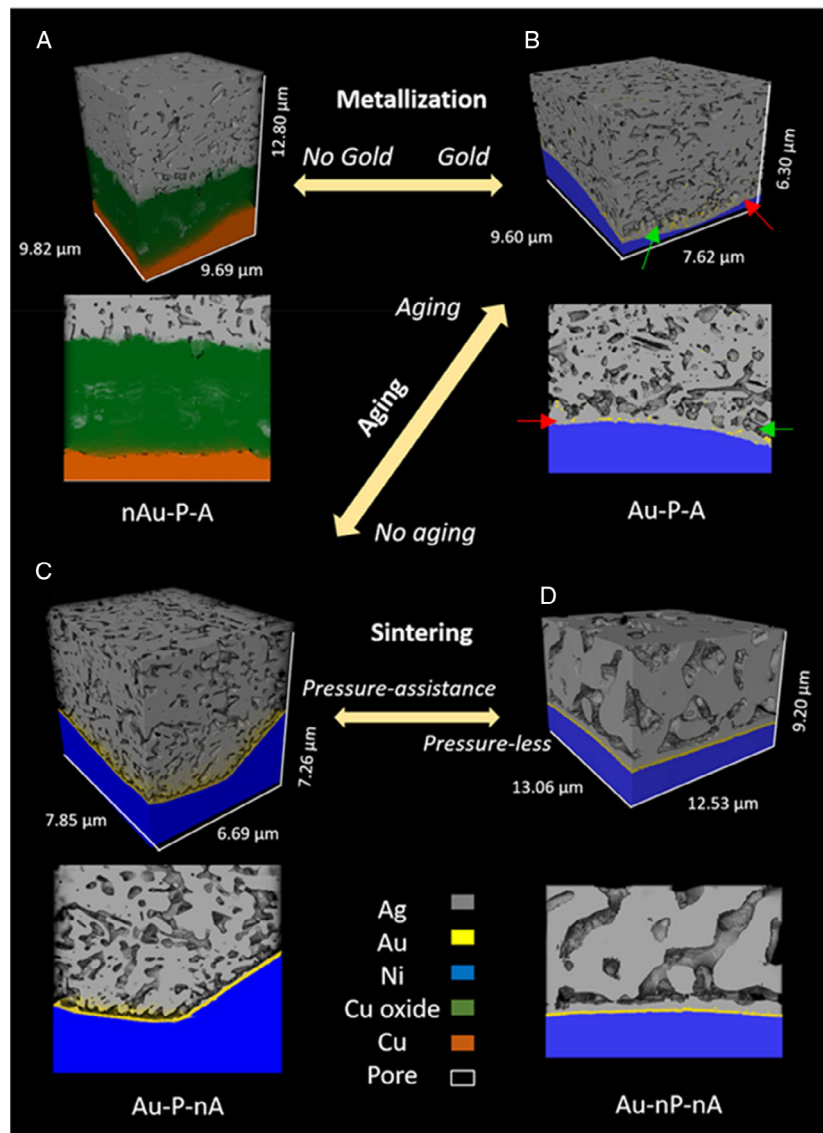 A
B
12.80 µm
Metallization
No Gold
Gold
6.30 µm
9.82 µm
9.69 µm
9.60 µm
7.62 µm
Aging
Aging
No aging
nAu-P-A
Au-P-A
C
D
Sintering
Pressure-assistance
Pressure-less
7.26 µm
9.20 µm
7.85 µm
6.69 µm
13.06 µm
12.53 µm
Ag
Au
Ni
Cu oxide
Cu
Pore
Au-P-nA
Au-nP-nA